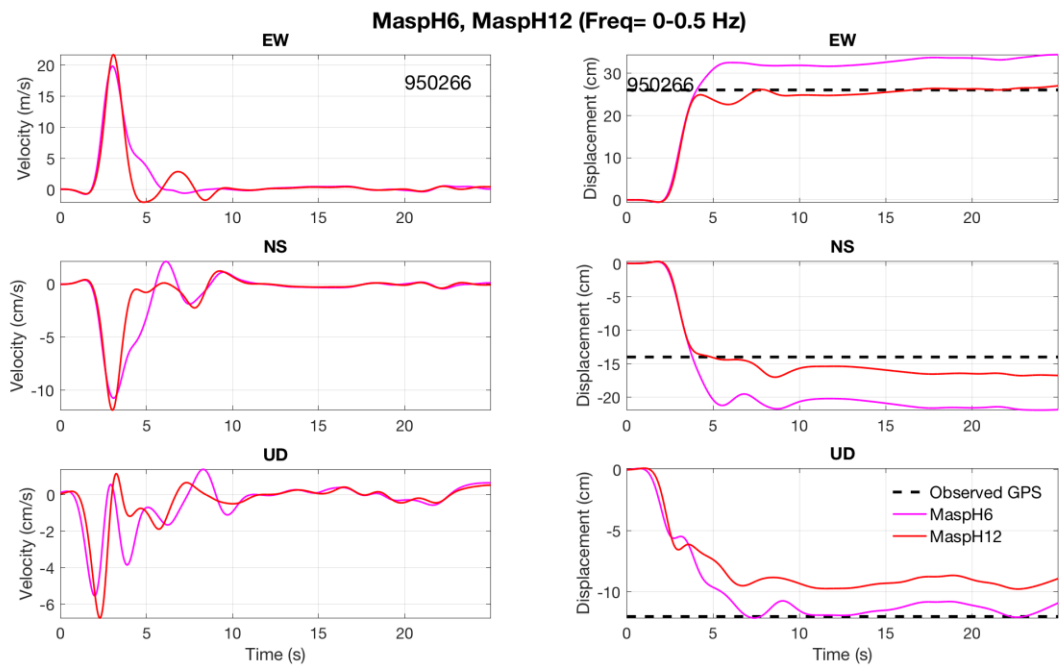 MaspH6, MaspH12 (Freq= 0-0.5 Hz)
EW
Velocity (m/s)
20
15
10
5
0
950266
0 5 10 15 20
EW
Displacement (cm)
30
20
10
0
950266
0 5 10 15 20
NS
Velocity (cm/s)
0
-5
-10
0 5 10 15 20
NS
Displacement (cm)
0
-5
-10
-15
-20
0 5 10 15 20
UD
Velocity (cm/s)
0
-2
-4
-6
0 5 10 15 20
Time (s)
UD
Displacement (cm)
0
-5
-10
Observed GPS
MaspH6
MaspH12
0 5 10 15 20
Time (s)